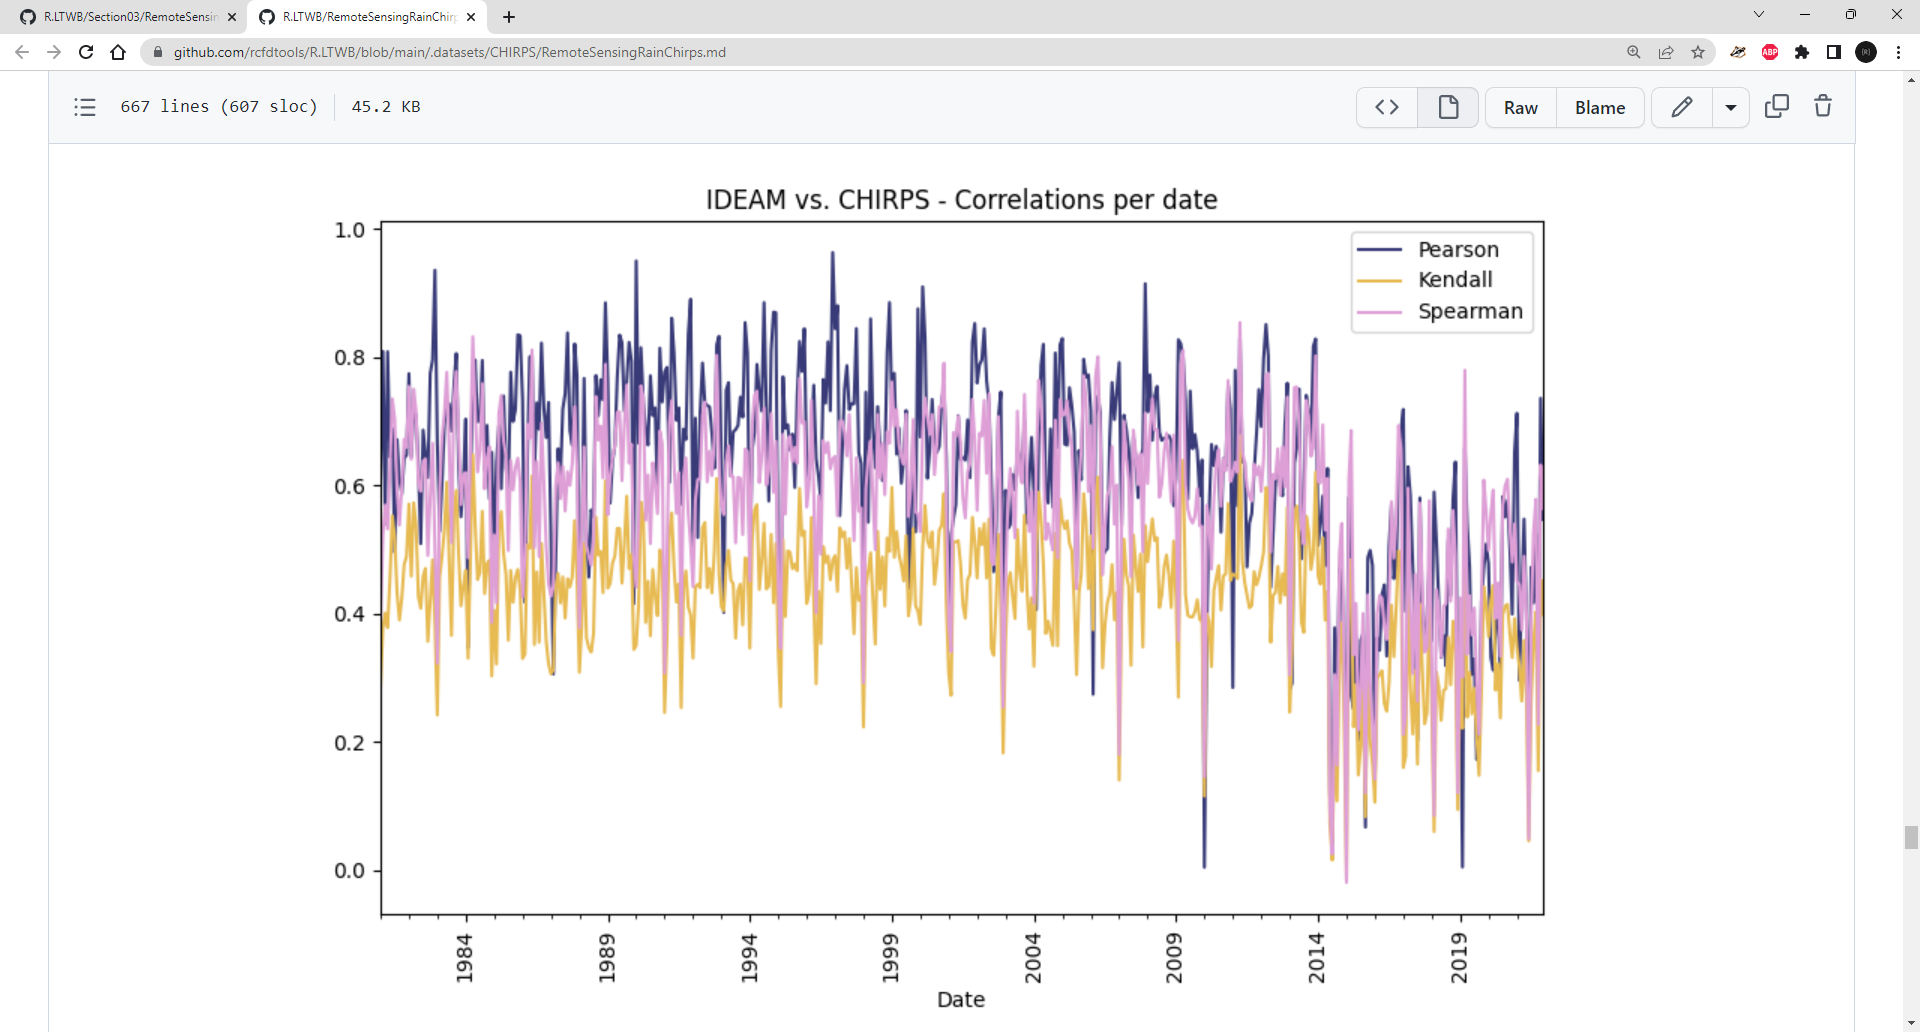 R.LTWB/Section03/RemoteSensin
R.LTWB/RemoteSensingRainChirp
github.com/rcfdtools/R.LTWB/blob/main/.datasets/CHIRPS/RemoteSensingRainChirps.md
ABP
667 lines (607 sloc)
45.2 KB
Raw
Blame
IDEAM vs. CHIRPS - Correlations per date
1.0
0.8
0.6
0.4
0.2
0.0
Pearson
Kendall
Spearman
1984
1989
1994
1999
2004
2009
2014
2019
Date